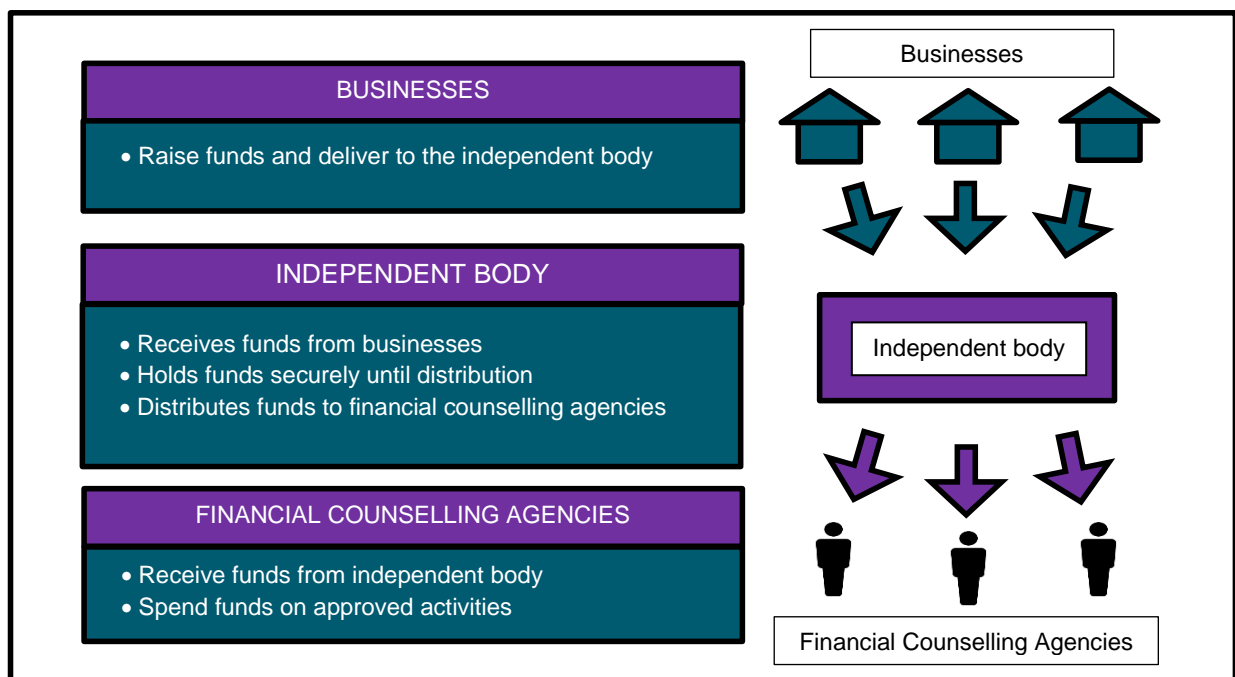 BUSINESSES
• Raise funds and deliver to the independent body
INDEPENDENT BODY
• Receives funds from businesses
• Holds funds securely until distribution
• Distributes funds to financial counselling agencies
FINANCIAL COUNSELLING AGENCIES
• Receive funds from independent body
• Spend funds on approved activities
Businesses
Independent body
Financial Counselling Agencies